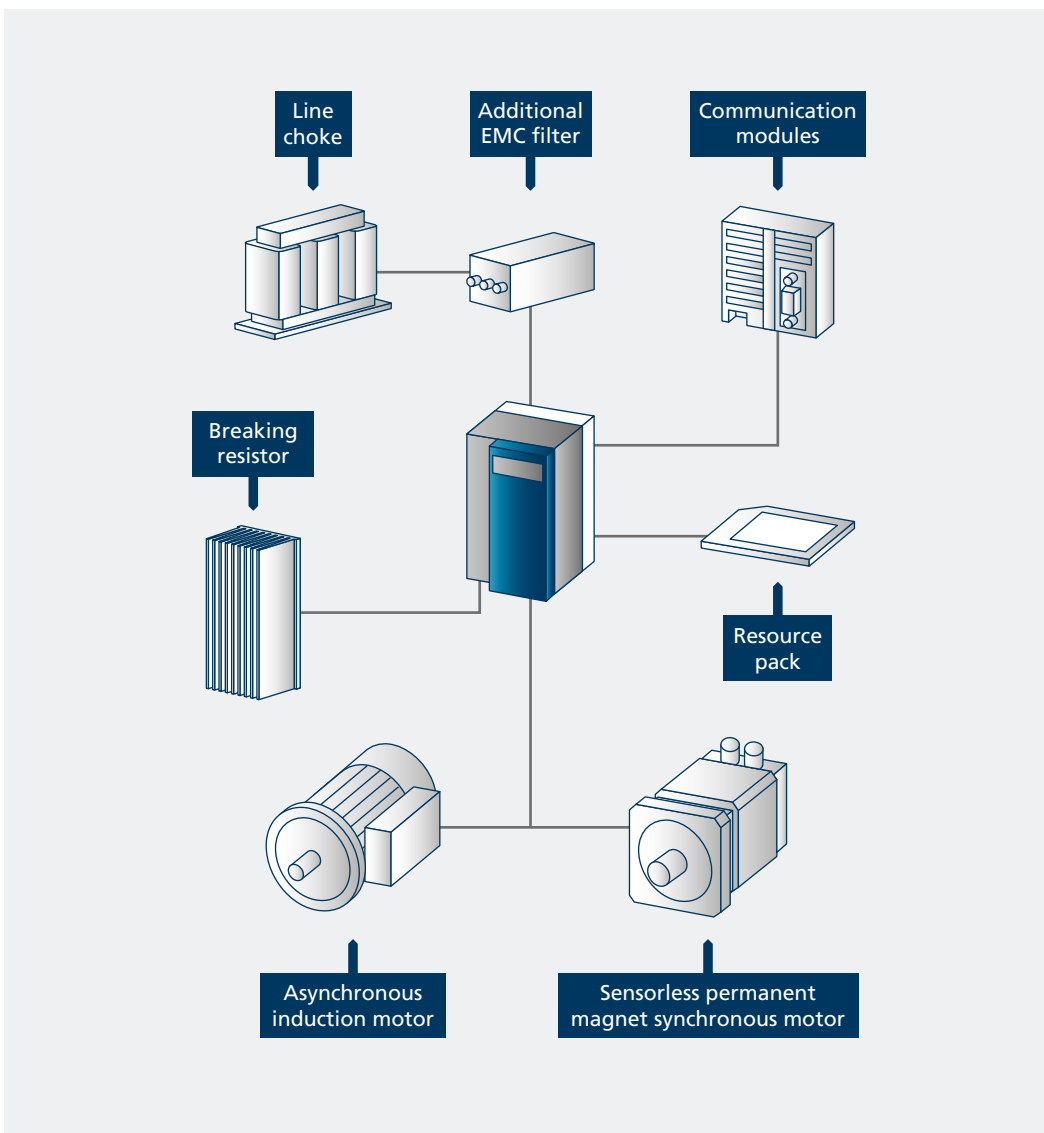 Line
choke
Additional
EMC filter
Communication
modules
Breaking
resistor
Resource
pack
Asynchronous
induction motor
Sensorless permanent
magnet synchronous motor